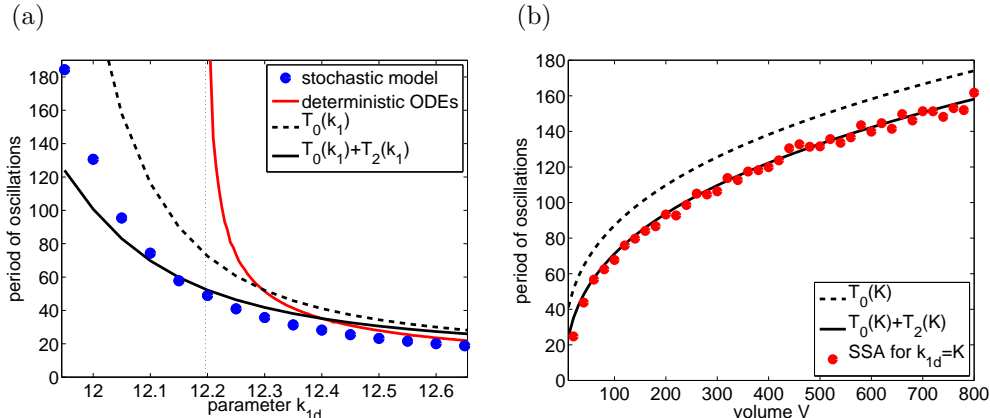 (a)
(b)
period of oscillations
180
160
140
120
100
80
60
40
20
0
12
12.1
12.2
12.3
12.4
12.5
12.6
parameter k1d
stochastic model
deterministic ODEs
T0(k1)
T0(k1)+T2(k1)
period of oscillations
180
160
140
120
100
80
60
40
20
0
100
200
300
400
500
600
700
800
volume V
T0(K)
T0(K)+T2(K)
SSA for k1d=K